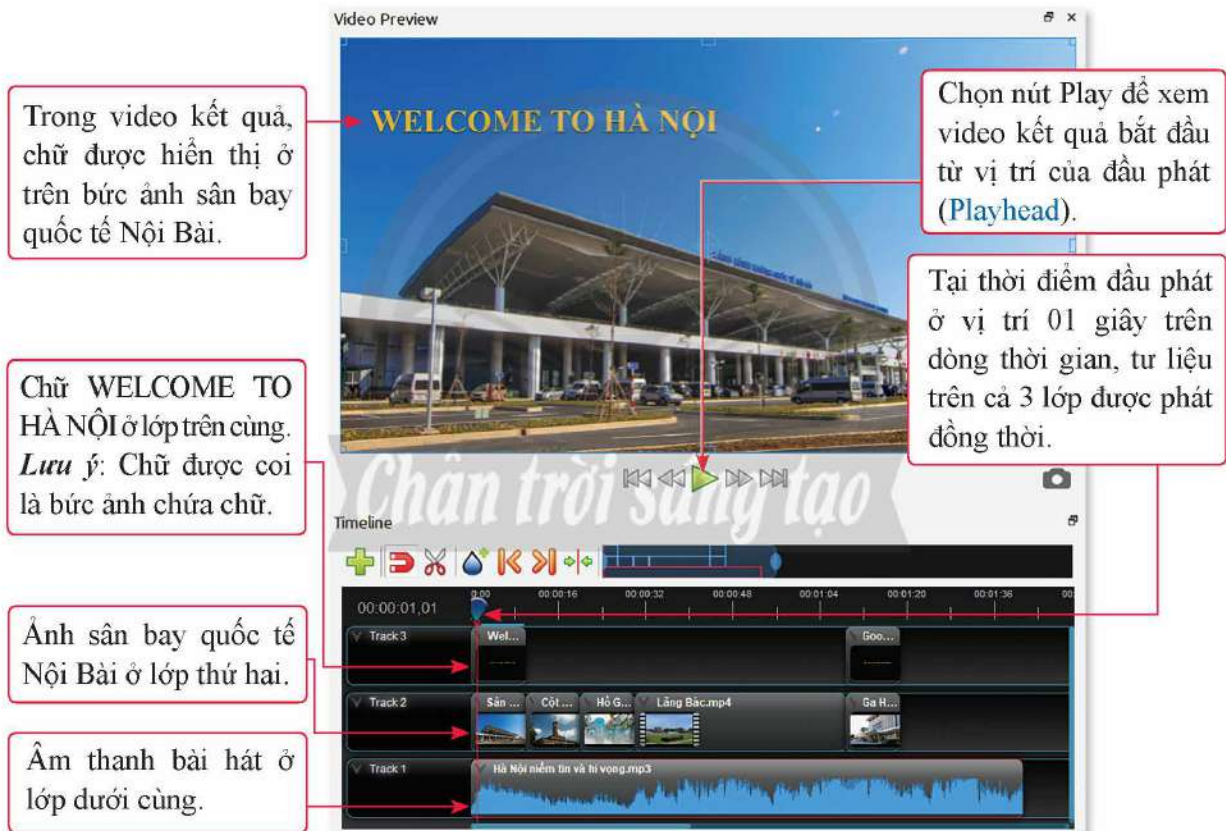 Video Preview
Trong video kết quả,
chữ được hiển thị ở
trên bức ảnh sân bay
quốc tế Nội Bài.
WELCOME TO HÀ NỘI
Chọn nút Play để xem
video kết quả bắt đầu
từ vị trí của đầu phát
(Playhead).
Tại thời điểm đầu phát
ở vị trí 01 giây trên
dòng thời gian, tư liệu
trên cả 3 lớp được phát
đồng thời.
Chữ WELCOME TO
HÀ NỘI ở lớp trên cùng.
Lưu ý: Chữ được coi
là bức ảnh chứa chữ.
Chân trời sáng tạo
Timeline
00:00:01,01
0:00 00:00:16 00:00:32 00:00:48 00:01:04 00:01:20 00:01:36
Track 3 Wel... Goo...
Ảnh sân bay quốc tế
Nội Bài ở lớp thứ hai.
Track 2 Sân ... Cột ... Hồ G... Lăng Bác.mp4 Ga H...
Âm thanh bài hát ở
lớp dưới cùng.
Track 1 Hà Nội niềm tin và hi vọng.mp3